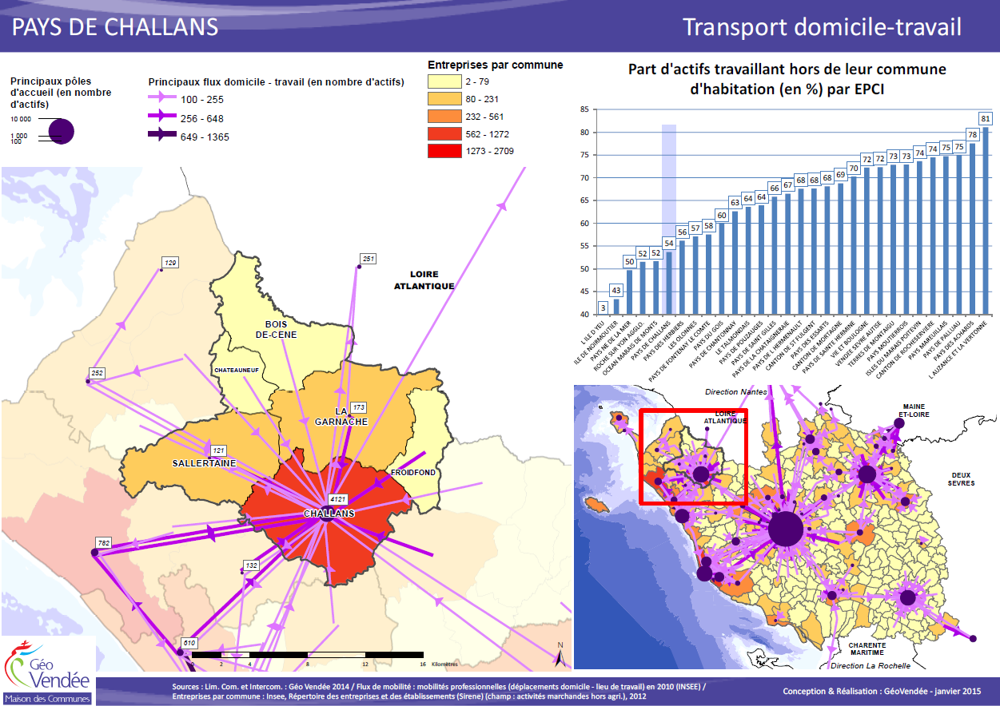 PAYS DE CHALLANS
Transport domicile-travail
Principaux pôles
d'accueil (en nombre
d'actifs)
10 000
1 000
100
Principaux flux domicile - travail (en nombre d'actifs)
100 - 255
256 - 648
649 - 1365
Entreprises par commune
2 - 79
80 - 231
232 - 561
562 - 1272
1273 - 2709
Part d'actifs travaillant hors de leur commune
d'habitation (en %) par EPCI
85
80
75
70
65
60
55
50
45
40
3
43
50
52
52
54
56
57
58
60
63
64
64
66
67
68
68
68
69
70
72
72
73
73
74
74
75
75
78
81
L ILE D YEU
ILE DE NOIRMOUTIER
PAYS NE DE LA MER
ROCHE SUR YON AGGLO.
OCEAN MARAIS DE MONTS
PAYS DE CHALLANS
PAYS DES HERBIERS
LES OLONNES
PAYS DE FONTENAY LE COMTE
PAYS DU GOIS
PAYS DE CHANTONNAY
LE TALMONDAIS
PAYS DE POUZAUGES
PAYS DE SAINT GILLES
PAYS DE LA CHATAIGNERAIE
PAYS DE L HERMENAULT
CANTON DE ST FULGENT
PAYS DES ESSARTS
CANTON DE MORTAGNE
PAYS DE SAINTE HERMINE
VIE ET BOULOGNE
VENDEE SEVRE AUTISE
TERRES DE MONTAIGU
PAYS MOUTIERROIS
ISLES DU MARAIS POITEVIN
CANTON DE ROCHESERVIERE
PAYS MAREUILLAIS
PAYS DE PALLUAU
PAYS DES ACHARDS
L AUZANCE ET LA VERTONNE
129
251
LOIRE
ATLANTIQUE
BOIS
DE-CENE
CHATEAUNEUF
252
173
LA
GARNACHE
121
SALLERTAINE
FROIDFOND
4121
CHALLANS
782
132
610
0
2
4
8
12
16
Kilomètres
N
Direction Nantes
LOIRE
ATLANTIQUE
MAINE
ET-LOIRE
DEUX
SEVRES
CHARENTE
MARITIME
Direction La Rochelle
Géo
Vendée
Maison des Communes
Sources : Lim. Com. et Intercom. : Géo Vendée 2014 / Flux de mobilité : mobilités professionnelles (déplacements domicile - lieu de travail) en 2010 (INSEE) /
Entreprises par commune : Insee, Répertoire des entreprises et des établissements (Sirene) (champ : activités marchandes hors agri.), 2012
Conception & Réalisation : GéoVendée - janvier 2015